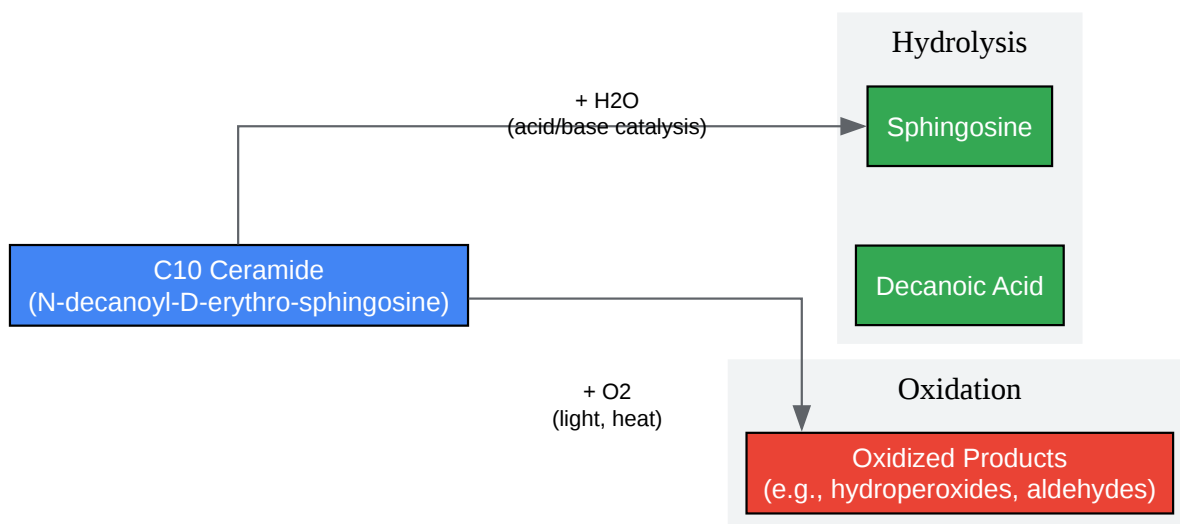 Hydrolysis
+ H2O
(acid/base catalysis)
Sphingosine
C10 Ceramide
(N-decanoyl-D-erythro-sphingosine)
Decanoic Acid
+ O2
(light, heat)
Oxidation
Oxidized Products
(e.g., hydroperoxides, aldehydes)